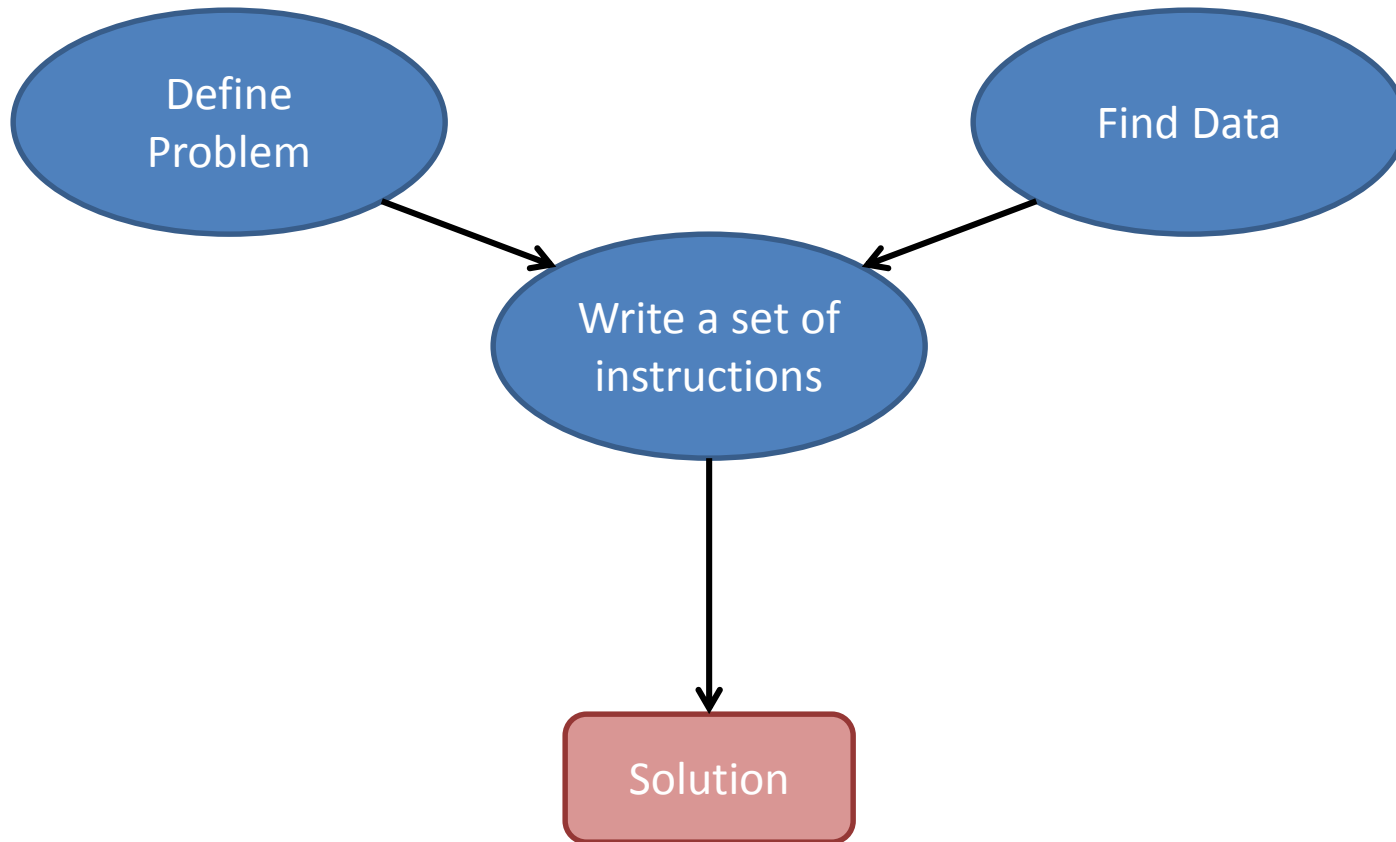 Define
Problem
Find Data
Write a set of
instructions
Solution